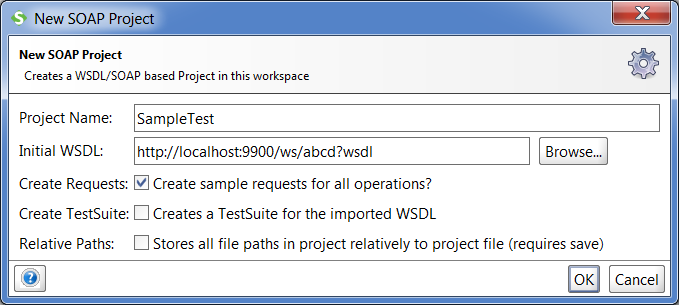 New SOAP Project
New SOAP Project
Creates a WSDL/SOAP based Project in this workspace
Project Name: SampleTest
Initial WSDL: http://localhost:9900/ws/abcd?wsdl Browse...
Create Requests: Create sample requests for all operations?
Create TestSuite: Creates a TestSuite for the imported WSDL
Relative Paths: Stores all file paths in project relatively to project file (requires save)
? OK Cancel